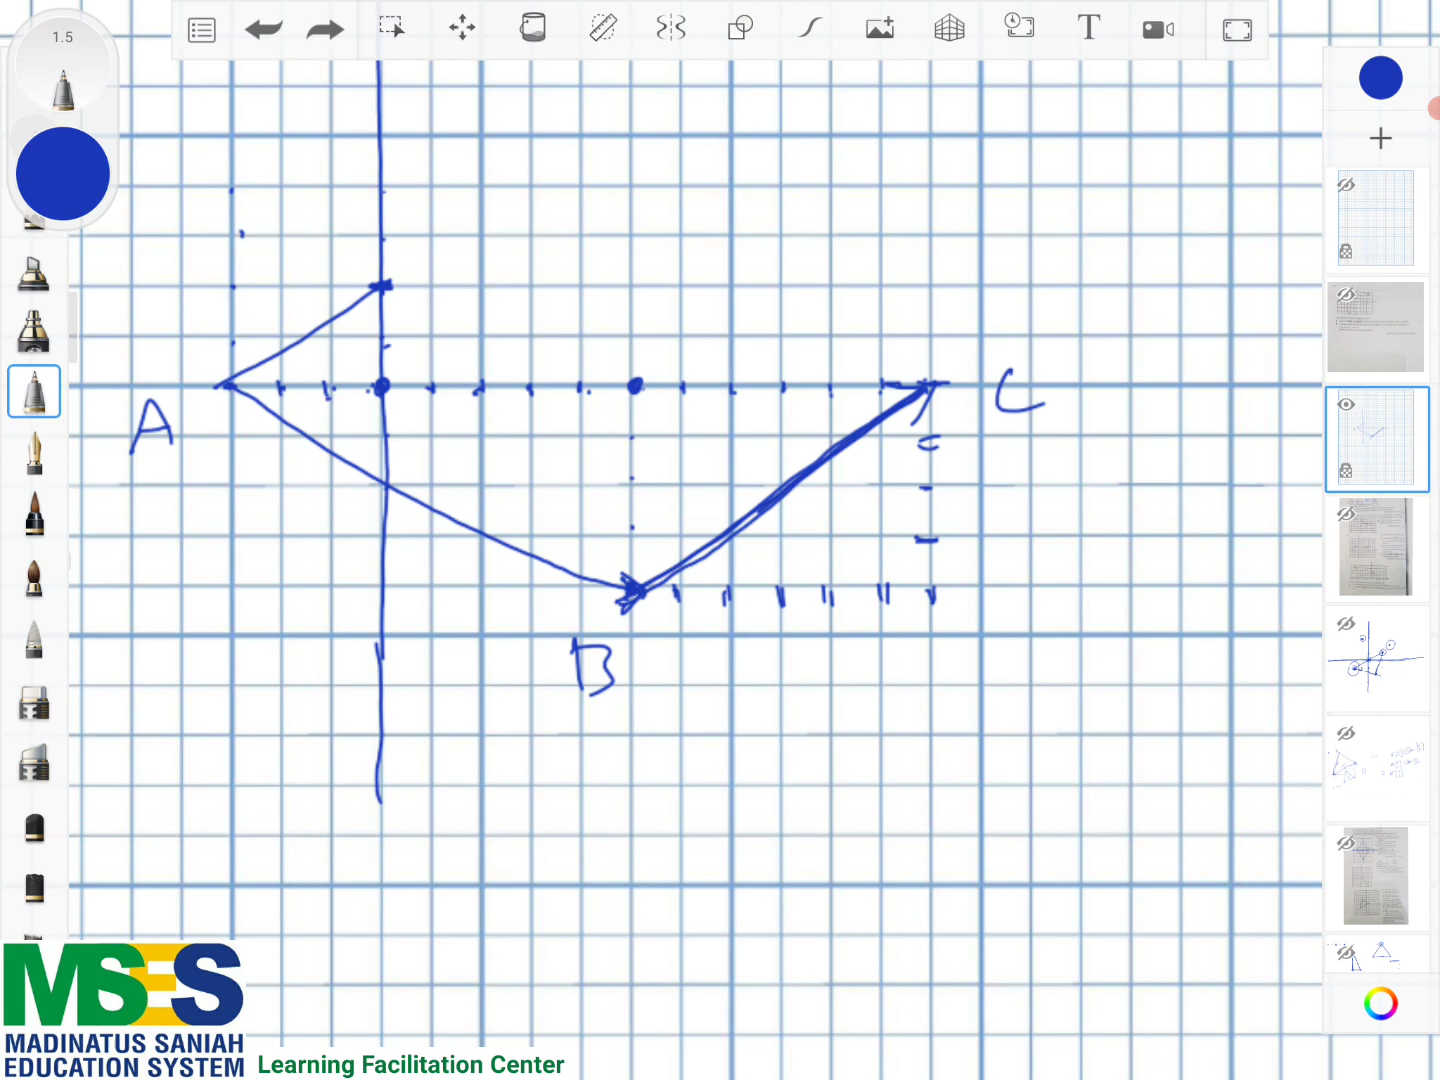 1.5
T
A
C
B
MSES
MADINATUS SANIAH
EDUCATION SYSTEM
Learning Facilitation Center